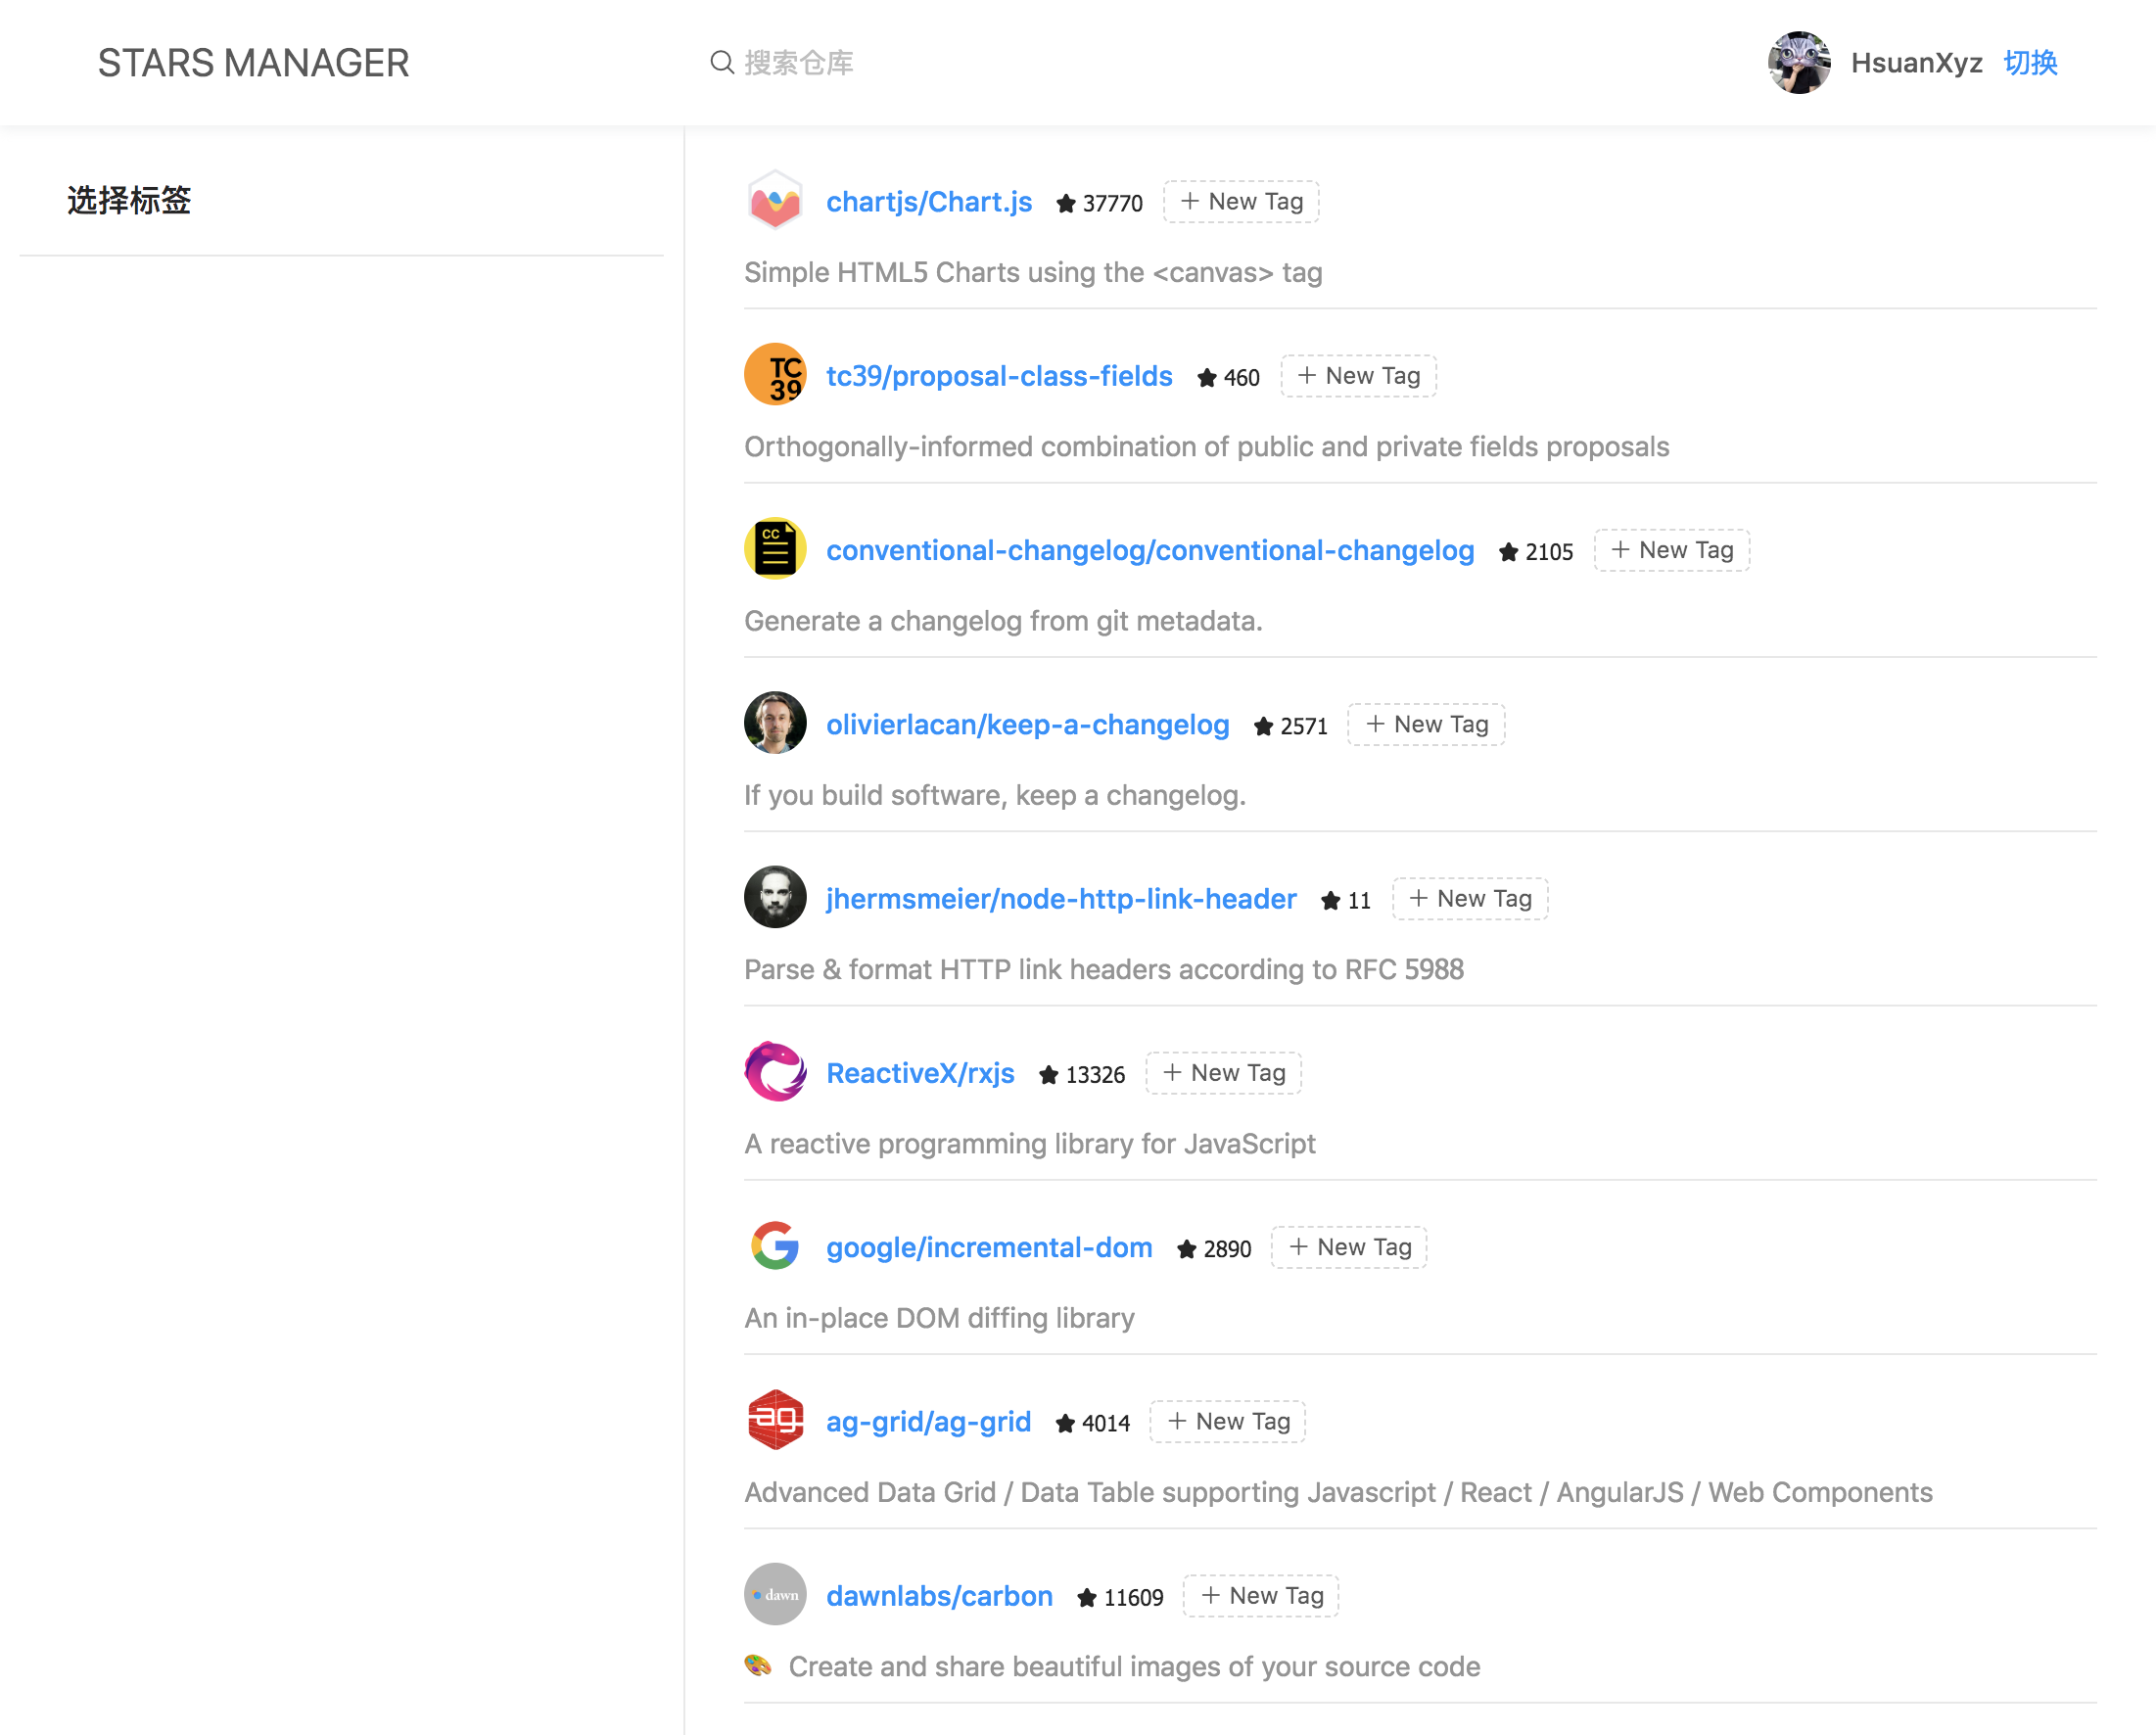 STARS MANAGER
搜索仓库
HsuanXyz 切换
选择标签
chartjs/Chart.js 37770 + New Tag
Simple HTML5 Charts using the <canvas> tag
TC
39
tc39/proposal-class-fields 460 + New Tag
Orthogonally-informed combination of public and private fields proposals
CC
conventional-changelog/conventional-changelog 2105 + New Tag
Generate a changelog from git metadata.
olivierlacan/keep-a-changelog 2571 + New Tag
If you build software, keep a changelog.
jhermsmeier/node-http-link-header 11 + New Tag
Parse & format HTTP link headers according to RFC 5988
ReactiveX/rxjs 13326 + New Tag
A reactive programming library for JavaScript
G
google/incremental-dom 2890 + New Tag
An in-place DOM diffing library
ag
ag-grid/ag-grid 4014 + New Tag
Advanced Data Grid / Data Table supporting Javascript / React / AngularJS / Web Components
dawn
dawnlabs/carbon 11609 + New Tag
🎨 Create and share beautiful images of your source code